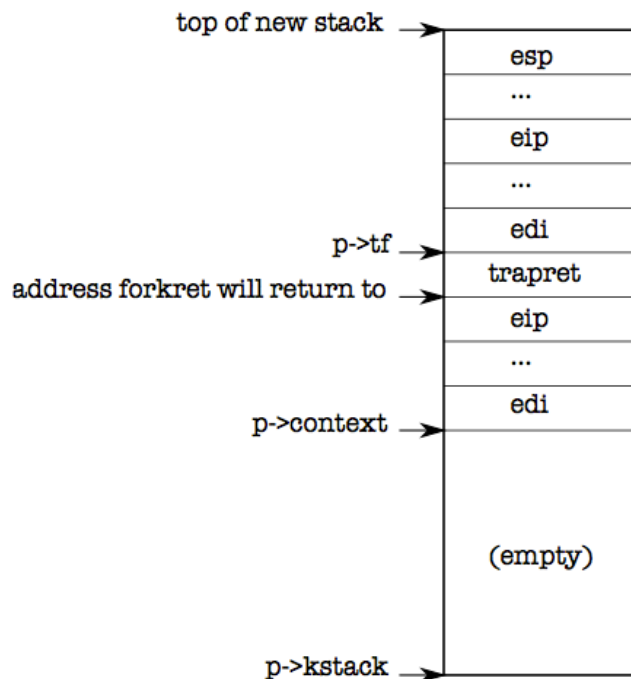 top of new stack
esp
...
eip
...
edi
p->tf
trapret
address forkret will return to
eip
...
edi
p->context
(empty)
p->kstack